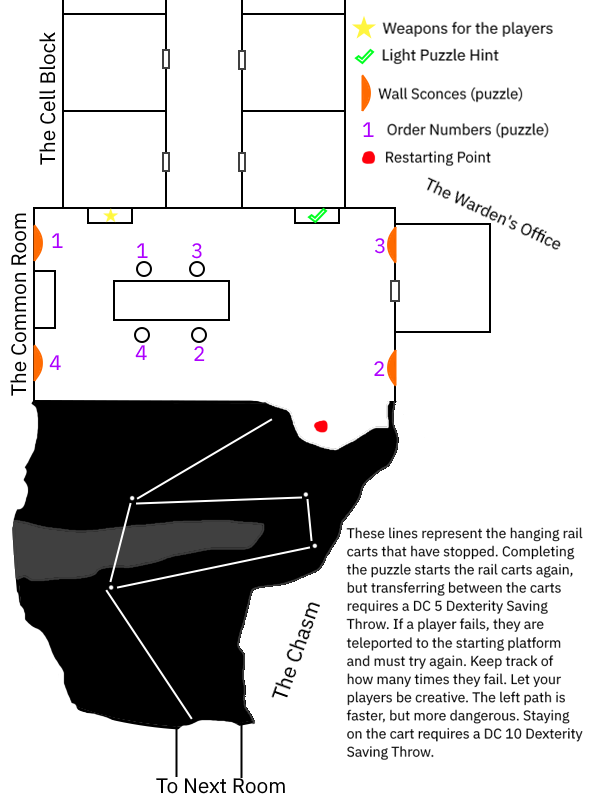 The Cell Block
Weapons for the players
Light Puzzle Hint
Wall Sconces (puzzle)
1 Order Numbers (puzzle)
Restarting Point
The Warden's Office
The Common Room
1
1
3
3
4
4
2
2
These lines represent the hanging rail
carts that have stopped. Completing
the puzzle starts the rail carts again,
but transferring between the carts
requires a DC 5 Dexterity Saving
Throw. If a player fails, they are
teleported to the starting platform
and must try again. Keep track of
how many times they fail. Let your
players be creative. The left path is
faster, but more dangerous. Staying
on the cart requires a DC 10 Dexterity
Saving Throw.
The Chasm
To Next Room